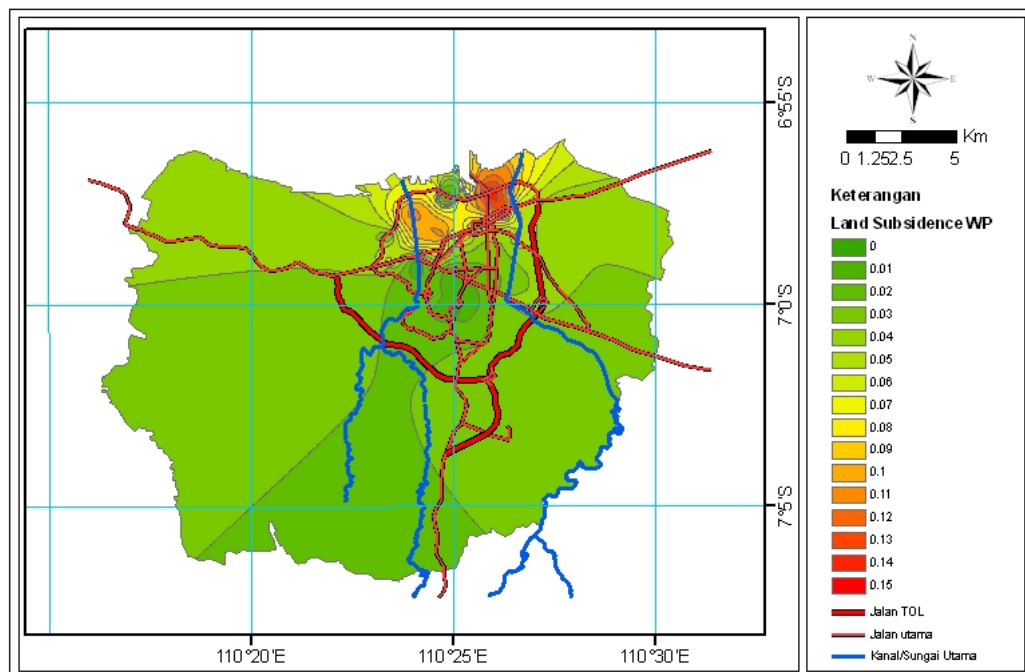 N
W E
S
Km
0 1.252.5 5
Keterangan
Land Subsidence WP
0
0.01
0.02
0.03
0.04
0.05
0.06
0.07
0.08
0.09
0.1
0.11
0.12
0.13
0.14
0.15
Jalan TOL
Jalan utama
Kanal/Sungai Utama
6°55'S
7°0'S
7°5'S
110°20'E 110°25'E 110°30'E